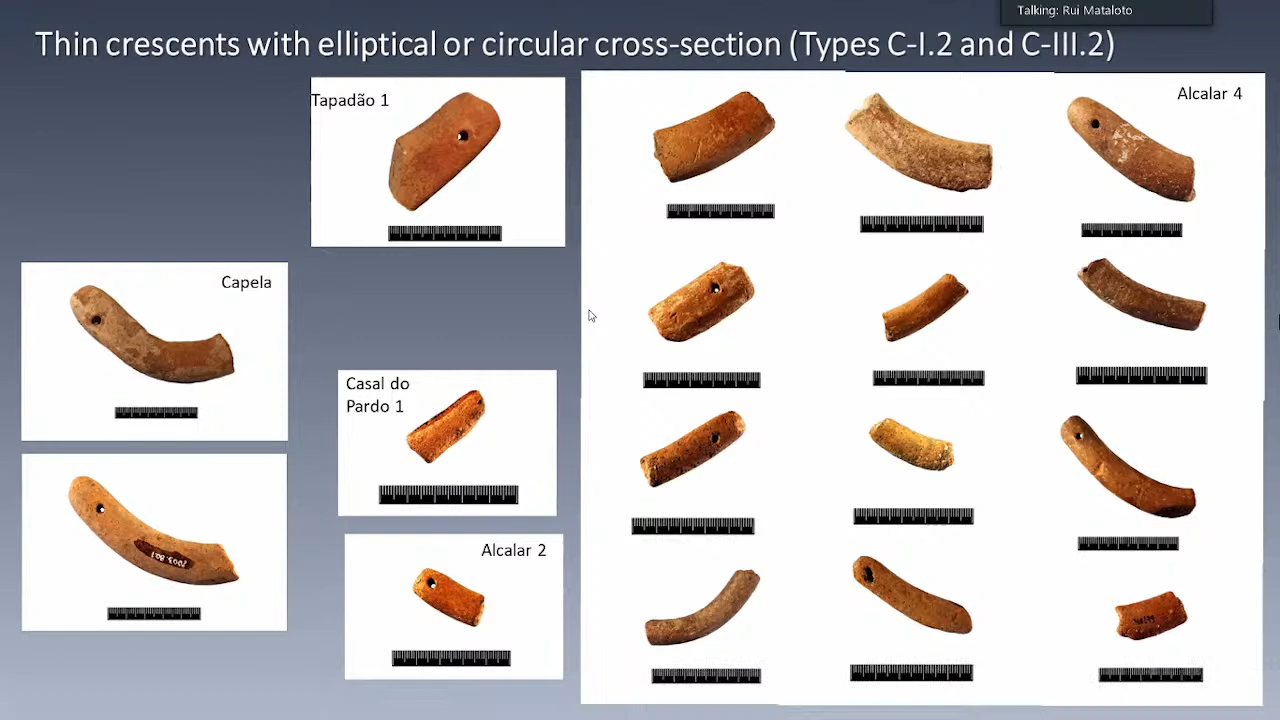 Talking: Rui Mataloto
Thin crescents with elliptical or circular cross-section (Types C-I.2 and C-III.2)
Tapadão 1
Alcalar 4
Capela
Casal do
Pardo 1
Alcalar 2